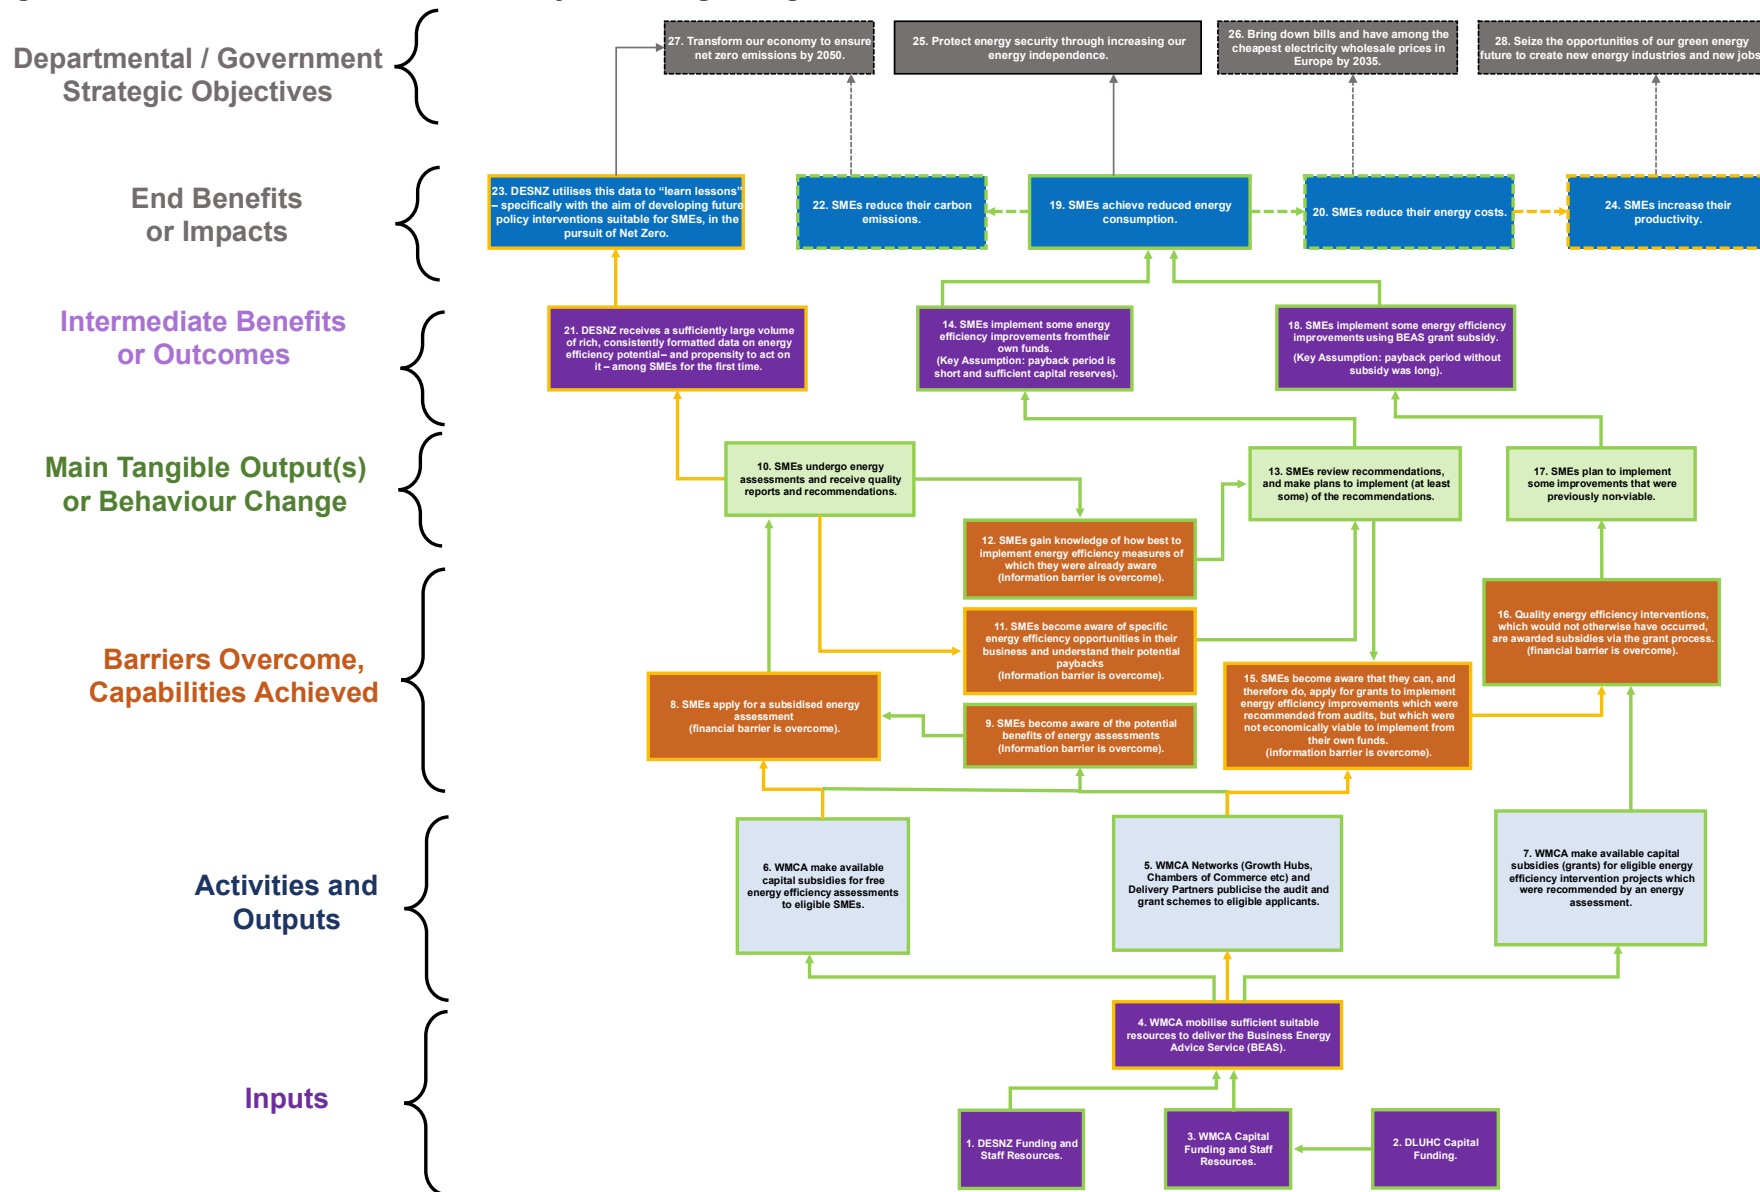 Departmental / Government
Strategic Objectives
27. Transform our economy to ensure
net zero emissions by 2050.
25. Protect energy security through increasing our
energy independence.
26. Bring down bills and have among the
cheapest electricity wholesale prices in
Europe by 2035.
28. Seize the opportunities of our green energy
future to create new energy industries and new jobs
End Benefits
or Impacts
23. DESNZ utilises this data to “learn lessons”
– specifically with the aim of developing future
policy interventions suitable for SMEs, in the
pursuit of Net Zero.
22. SMEs reduce their carbon
emissions.
19. SMEs achieve reduced energy
consumption.
20. SMEs reduce their energy costs.
24. SMEs increase their
productivity.
Intermediate Benefits
or Outcomes
21. DESNZ receives a sufficiently large volume
of rich, consistently formatted data on energy
efficiency potential – and propensity to act on
it – among SMEs for the first time.
14. SMEs implement some energy
efficiency improvements fromtheir
own funds.
(Key Assumption: payback period is
short and sufficient capital reserves).
18. SMEs implement some energy efficiency
improvements using BEAS grant subsidy.
(Key Assumption: payback period without
subsidy was long).
Main Tangible Output(s)
or Behaviour Change
10. SMEs undergo energy
assessments and receive quality
reports and recommendations.
13. SMEs review recommendations,
and make plans to implement (at least
some) of the recommendations.
17. SMEs plan to implement
some improvements that were
previously non-viable.
Barriers Overcome,
Capabilities Achieved
12. SMEs gain knowledge of how best to
implement energy efficiency measures of
which they were already aware
(Information barrier is overcome).
11. SMEs become aware of specific
energy efficiency opportunities in their
business and understand their potential
paybacks
(Information barrier is overcome).
16. Quality energy efficiency interventions,
which would not otherwise have occurred,
are awarded subsidies via the grant process.
(financial barrier is overcome).
8. SMEs apply for a subsidised energy
assessment
(financial barrier is overcome).
9. SMEs become aware of the potential
benefits of energy assessments
(Information barrier is overcome).
15. SMEs become aware that they can, and
therefore do, apply for grants to implement
energy efficiency improvements which were
recommended from audits, but which were
not economically viable to implement from
their own funds.
(information barrier is overcome).
Activities and
Outputs
6. WMCA make available
capital subsidies for free
energy efficiency assessments
to eligible SMEs.
5. WMCA Networks (Growth Hubs,
Chambers of Commerce etc) and
Delivery Partners publicise the audit and
grant schemes to eligible applicants.
7. WMCA make available capital
subsidies (grants) for eligible energy
efficiency intervention projects which
were recommended by an energy
assessment.
Inputs
4. WMCA mobilise sufficient suitable
resources to deliver the Business Energy
Advice Service (BEAS).
1. DESNZ Funding and
Staff Resources.
3. WMCA Capital
Funding and Staff
Resources.
2. DLUHC Capital
Funding.